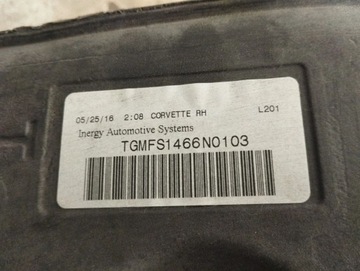 05/25/16 2:08 CORVETTE RH L201
Inergy Automotive Systems
TGMFS1466N0103